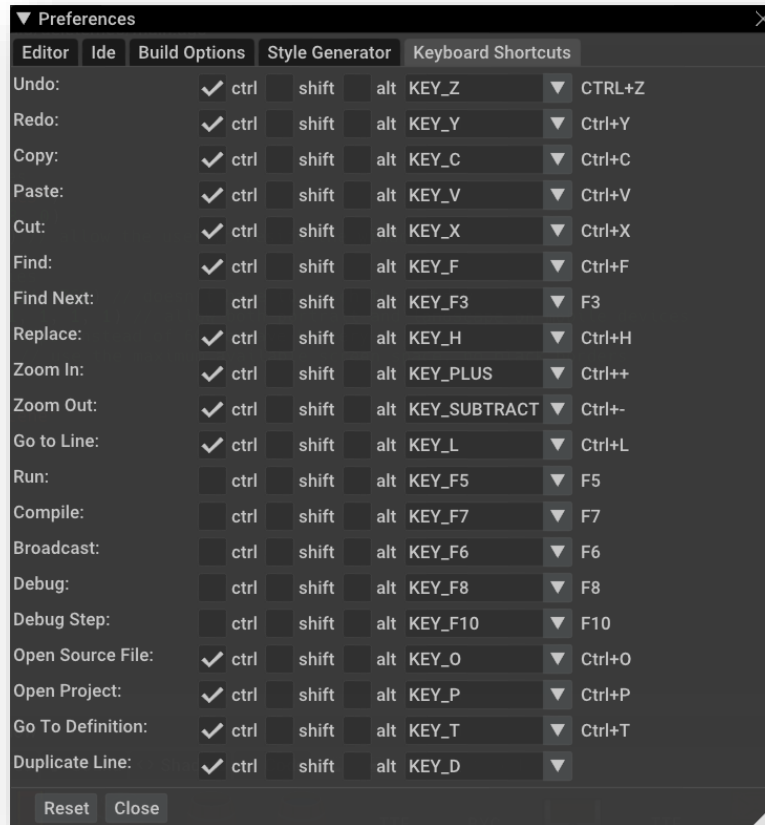 Preferences
Editor Ide Build Options Style Generator Keyboard Shortcuts
Undo: ctrl shift alt KEY_Z CTRL+Z
Redo: ctrl shift alt KEY_Y Ctrl+Y
Copy: ctrl shift alt KEY_C Ctrl+C
Paste: ctrl shift alt KEY_V Ctrl+V
Cut: ctrl shift alt KEY_X Ctrl+X
Find: ctrl shift alt KEY_F Ctrl+F
Find Next: ctrl shift alt KEY_F3 F3
Replace: ctrl shift alt KEY_H Ctrl+H
Zoom In: ctrl shift alt KEY_PLUS Ctrl++
Zoom Out: ctrl shift alt KEY_SUBTRACT Ctrl+-
Go to Line: ctrl shift alt KEY_L Ctrl+L
Run: ctrl shift alt KEY_F5 F5
Compile: ctrl shift alt KEY_F7 F7
Broadcast: ctrl shift alt KEY_F6 F6
Debug: ctrl shift alt KEY_F8 F8
Debug Step: ctrl shift alt KEY_F10 F10
Open Source File: ctrl shift alt KEY_O Ctrl+O
Open Project: ctrl shift alt KEY_P Ctrl+P
Go To Definition: ctrl shift alt KEY_T Ctrl+T
Duplicate Line: ctrl shift alt KEY_D
Reset Close